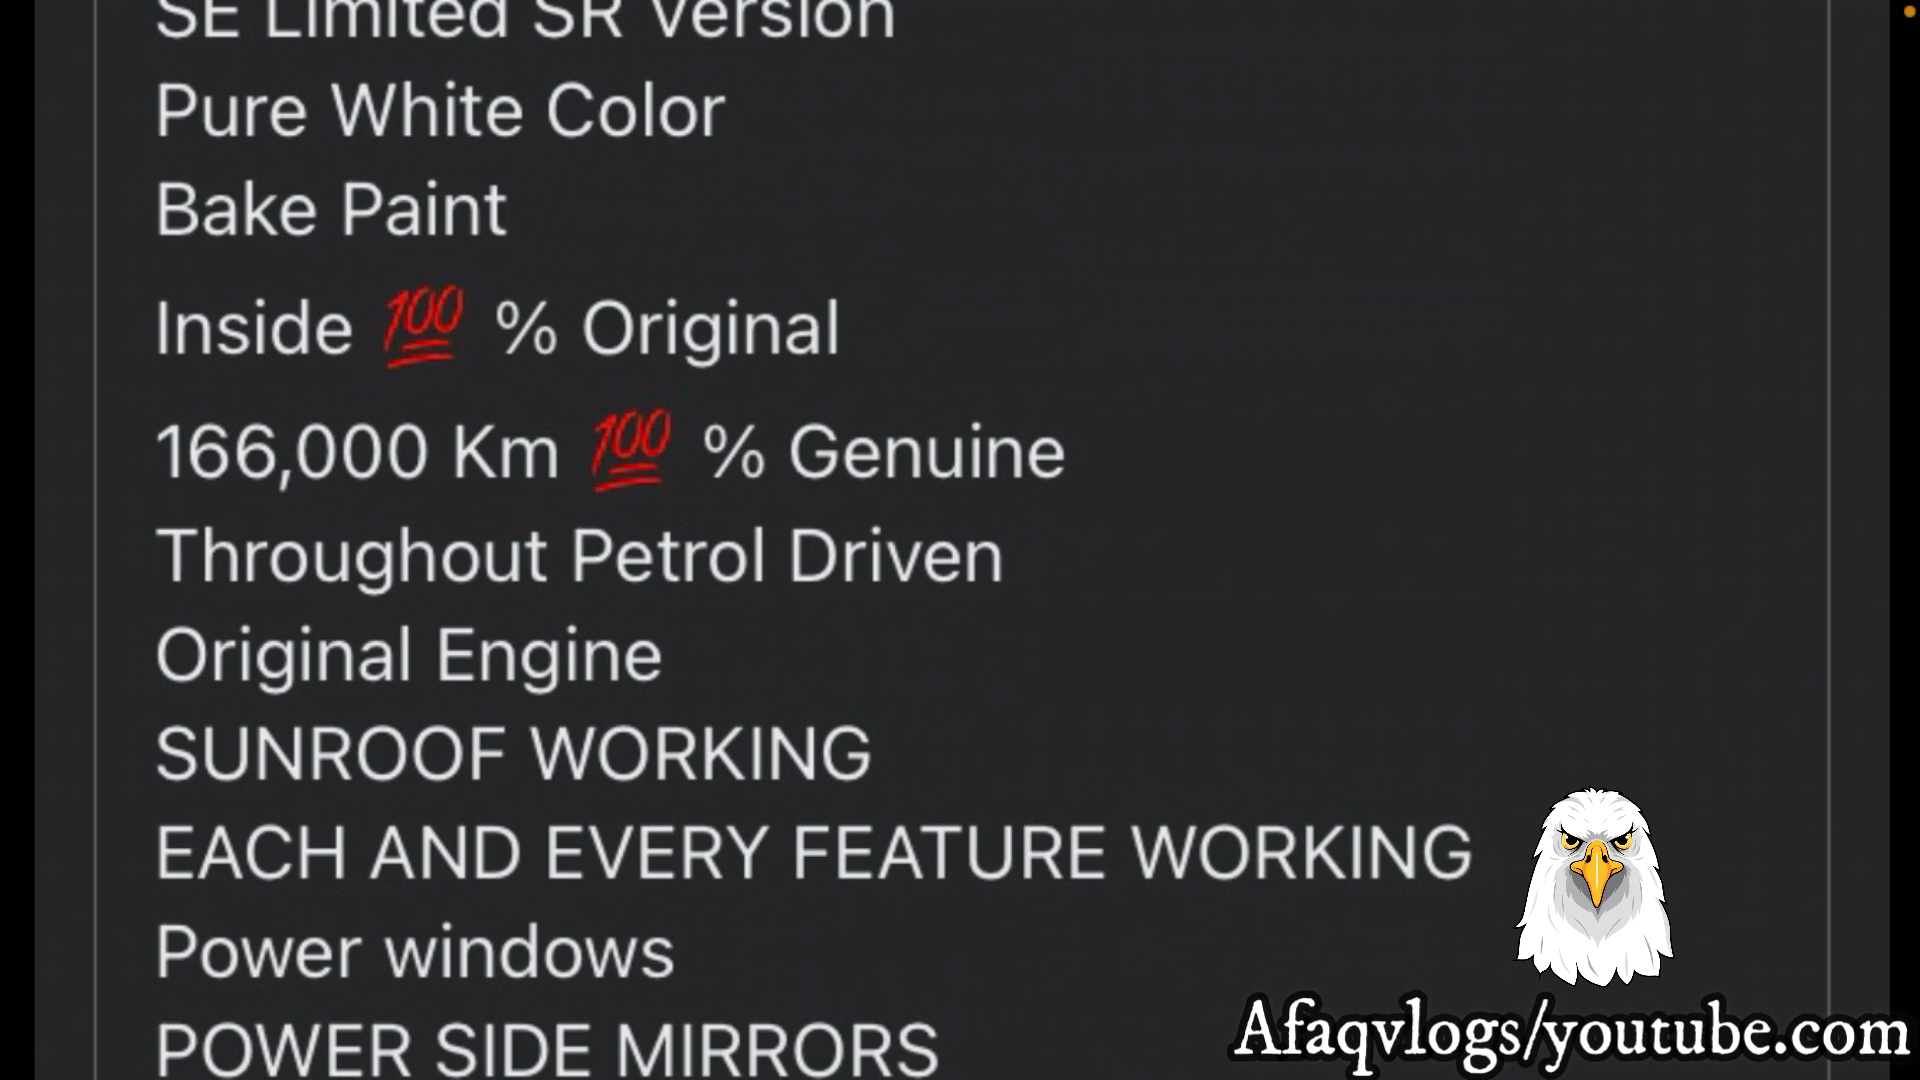 SE Limited SR Version
Pure White Color
Bake Paint
Inside 💯 % Original
166,000 Km 💯 % Genuine
Throughout Petrol Driven
Original Engine
SUNROOF WORKING
EACH AND EVERY FEATURE WORKING
Power windows
POWER SIDE MIRRORS
Afaqvlogs/youtube.com